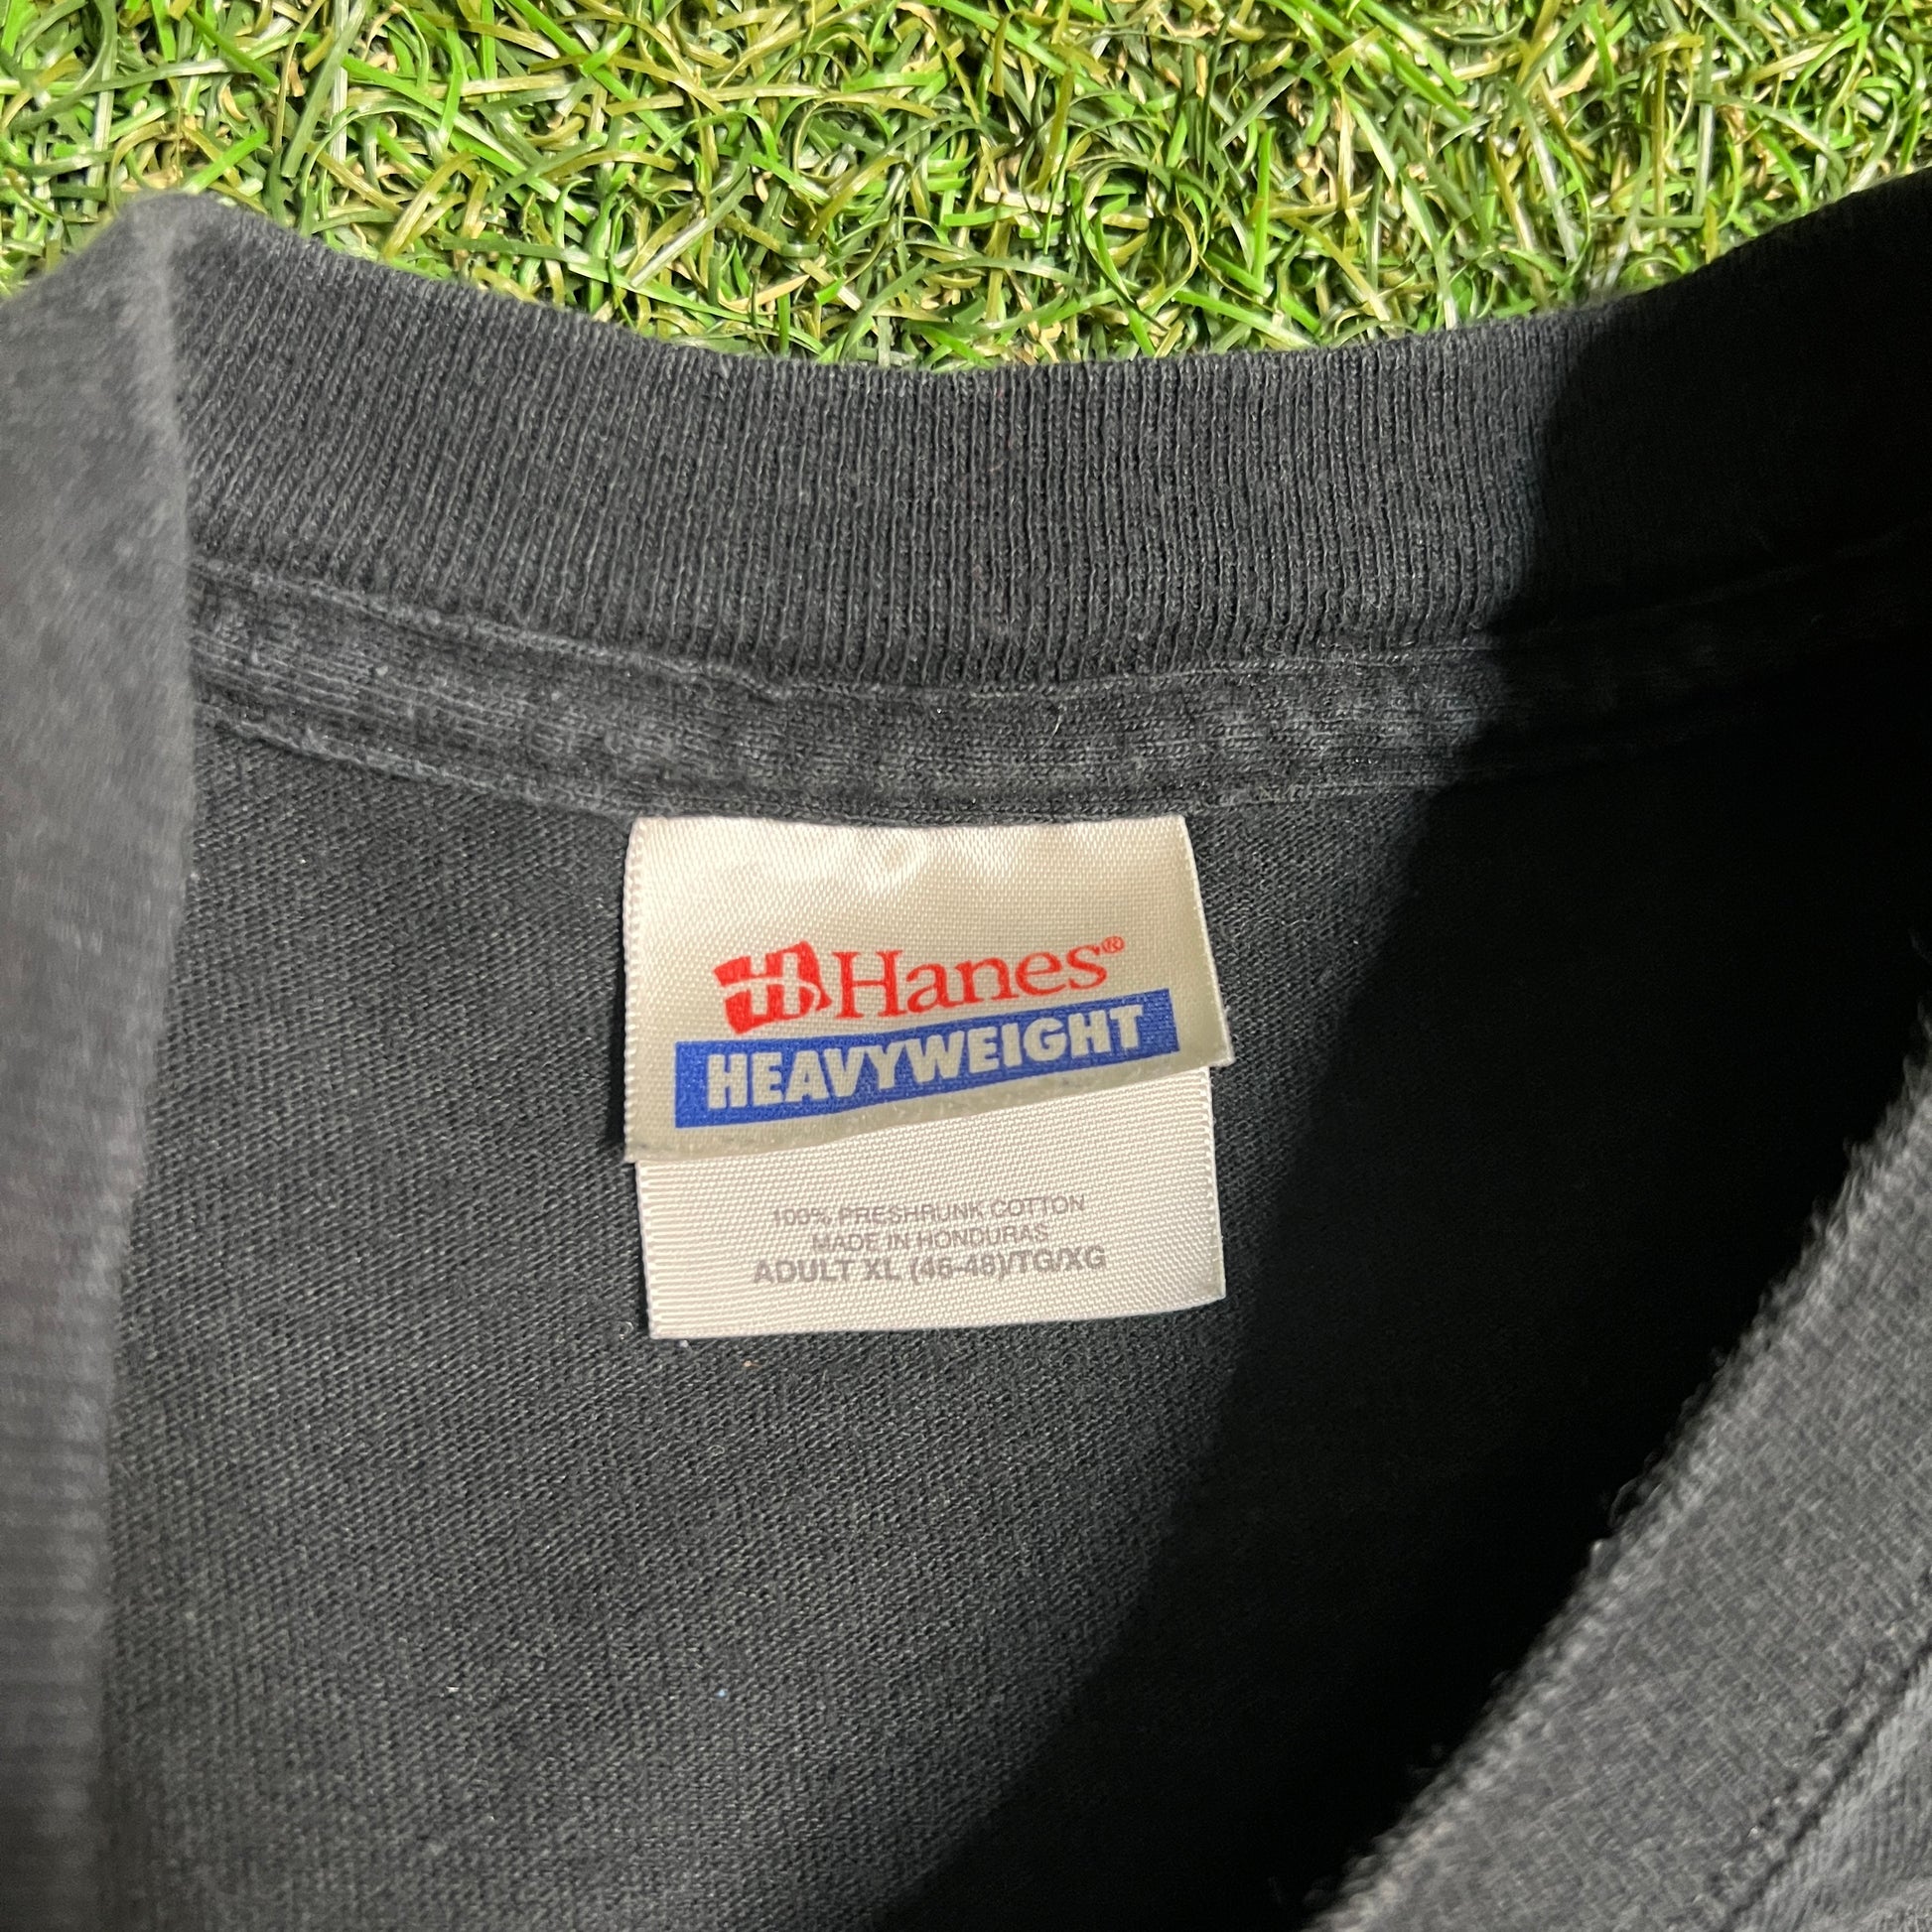 Hanes®
HEAVYWEIGHT
100% PRESHRUNK COTTON
MADE IN HONDURAS
ADULT XL (46-48)/TG/XG